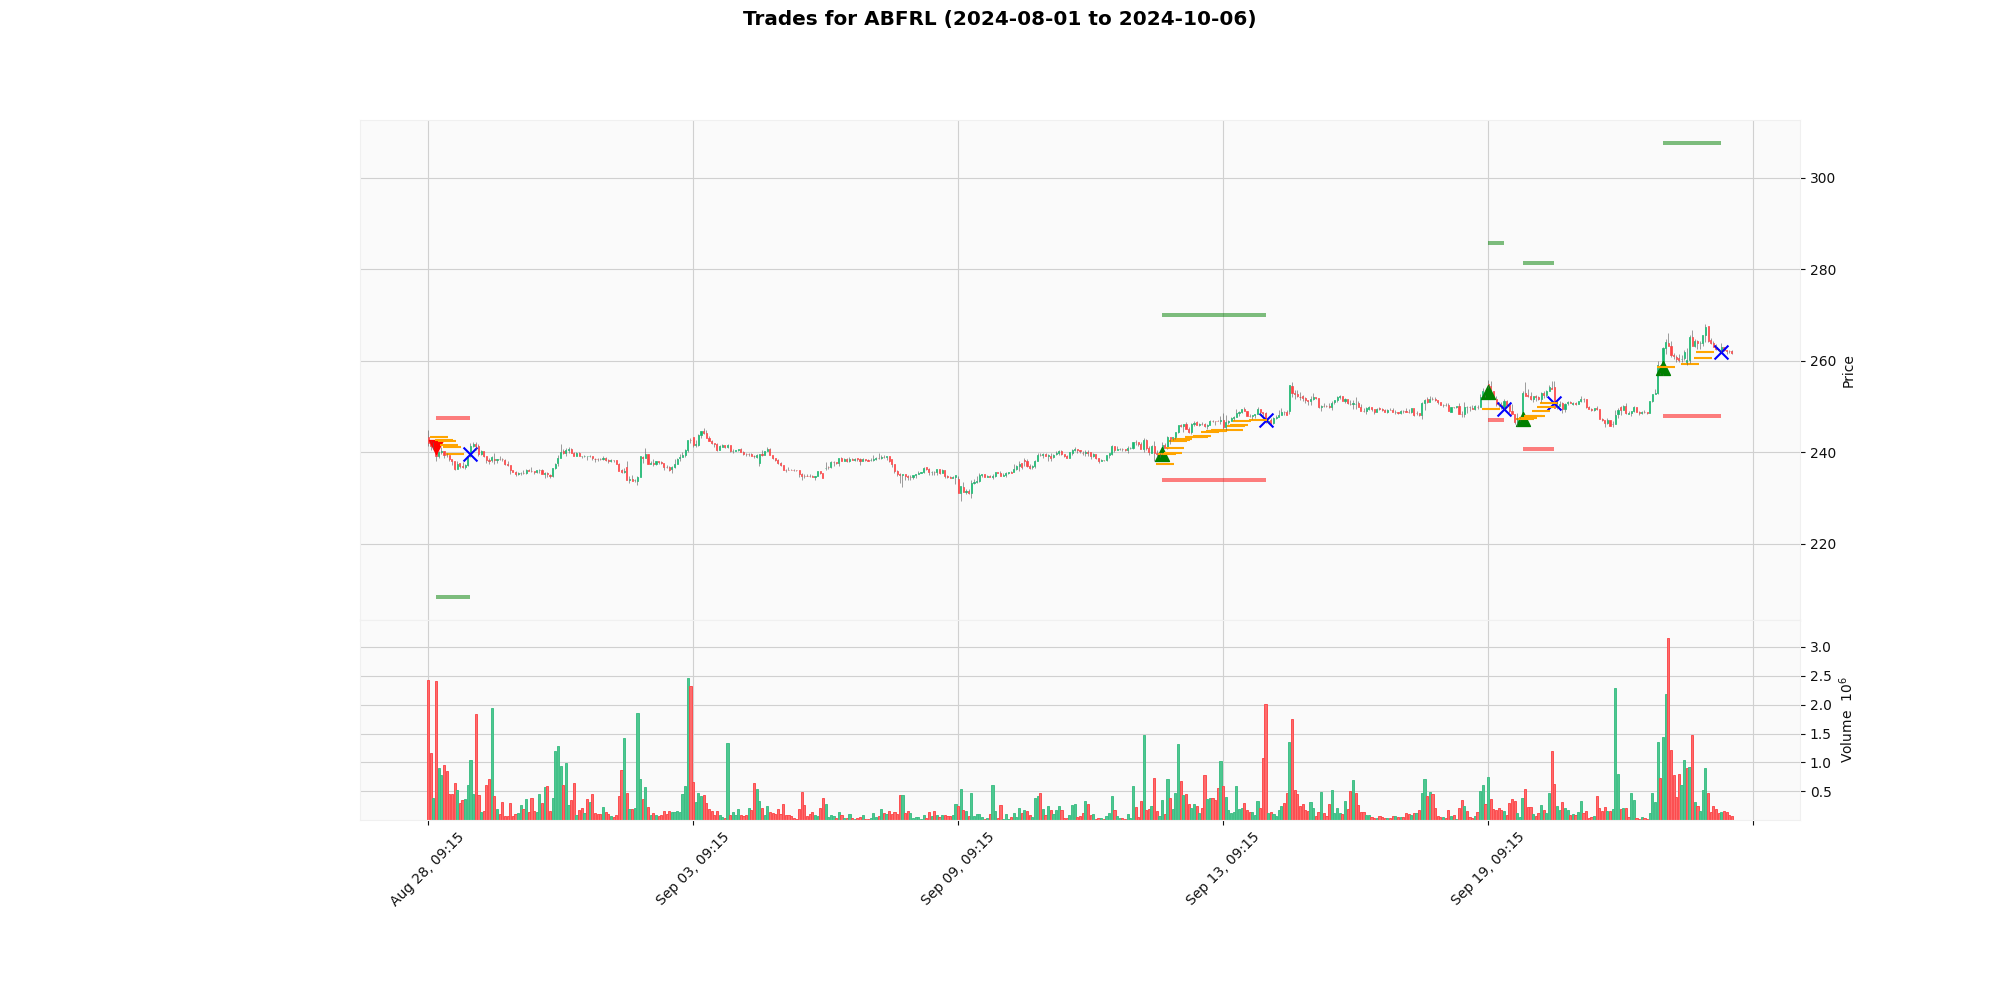 Trades for ABFRL (2024-08-01 to 2024-10-06)
300
280
260
240
220
Price
3.0
2.5
2.0
1.5
1.0
0.5
Volume 10^6
Aug 28, 09:15
Sep 03, 09:15
Sep 09, 09:15
Sep 13, 09:15
Sep 19, 09:15